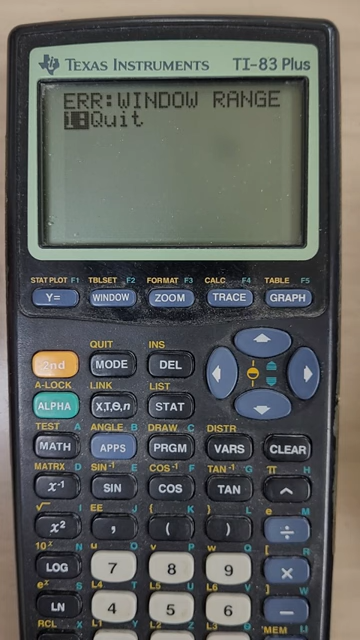 TEXAS INSTRUMENTS TI-83 Plus
ERR:WINDOW RANGE
1:Quit
STAT PLOT F1 TBLSET F2 FORMAT F3 CALC F4 TABLE F5
Y= WINDOW ZOOM TRACE GRAPH
QUIT INS
2nd MODE DEL
A-LOCK LINK LIST
ALPHA X,T,Θ,n STAT
TEST A ANGLE B DRAW C DISTR
MATH APPS PRGM VARS CLEAR
MATRX D SIN⁻¹ E COS⁻¹ F TAN⁻¹ G π H
x⁻¹ SIN COS TAN ^
√ I EE J { K } L e M
x² , ( ) ÷
10ˣ N u O v P w Q [ R
LOG 7 8 9 ×
eˣ S L4 T L5 U L6 V ] W
LN 4 5 6 −
RCL X L1 Y L2 Z L3 MEM